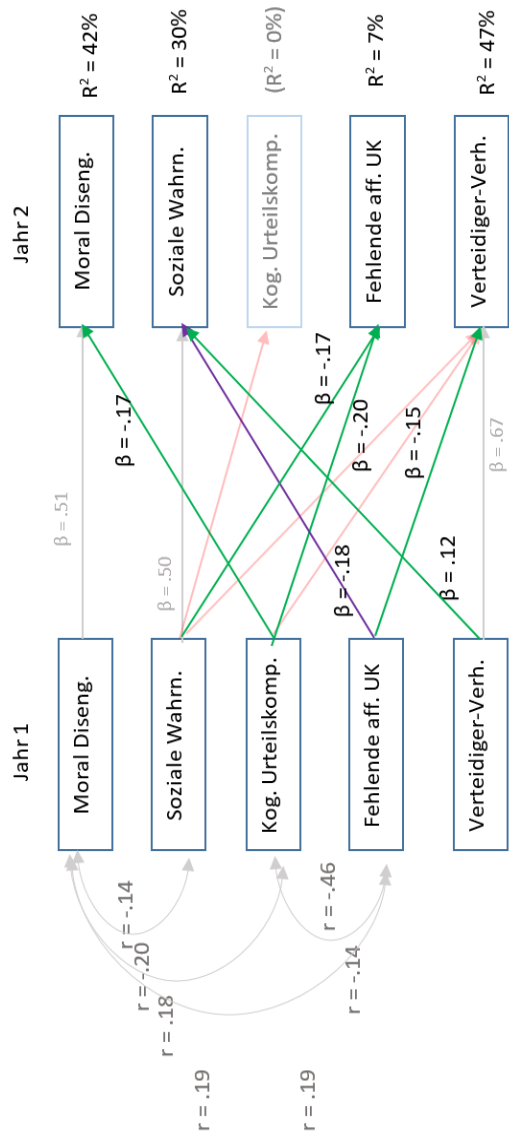 Jahr 1
Jahr 2
Moral Diseng.
Soziale Wahrn.
Kog. Urteilskomp.
Fehlende aff. UK
Verteidiger-Verh.
Moral Diseng.
Soziale Wahrn.
Kog. Urteilskomp.
Fehlende aff. UK
Verteidiger-Verh.
R² = 42%
R² = 30%
(R² = 0%)
R² = 7%
R² = 47%
β = .51
β = -.17
β = .50
β = -.17
β = -.20
β = -.15
β = -.18
β = .12
β = .67
r = -.14
r = -.20
r = .18
r = .19
r = -.46
r = -.14
r = .19